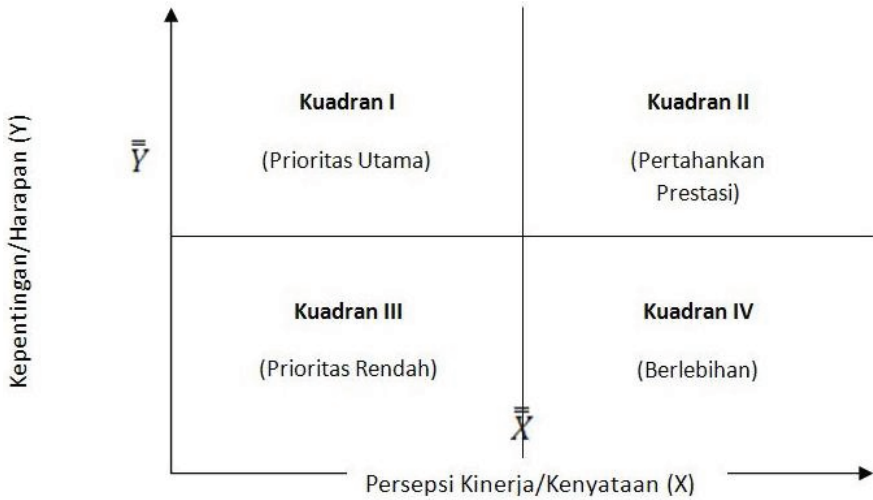 Kepentingan/Harapan (Y)
Y̿
Kuadran I
(Prioritas Utama)
Kuadran II
(Pertahankan
Prestasi)
Kuadran III
(Prioritas Rendah)
Kuadran IV
(Berlebihan)
X̿
Persepsi Kinerja/Kenyataan (X)